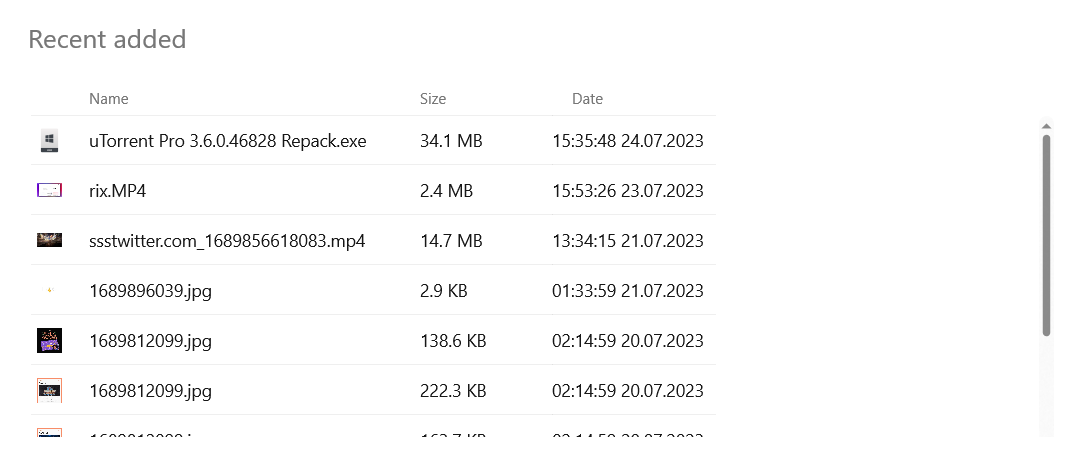 Recent added
Name Size Date
uTorrent Pro 3.6.0.46828 Repack.exe 34.1 MB 15:35:48 24.07.2023
rix.MP4 2.4 MB 15:53:26 23.07.2023
ssstwitter.com_1689856618083.mp4 14.7 MB 13:34:15 21.07.2023
1689896039.jpg 2.9 KB 01:33:59 21.07.2023
1689812099.jpg 138.6 KB 02:14:59 20.07.2023
1689812099.jpg 222.3 KB 02:14:59 20.07.2023